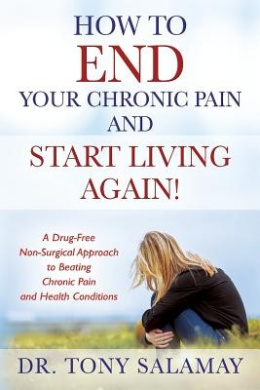 HOW TO
END
YOUR CHRONIC PAIN
AND
START LIVING
AGAIN!
A Drug-Free
Non-Surgical Approach
to Beating
Chronic Pain
and Health Conditions
DR. TONY SALAMAY